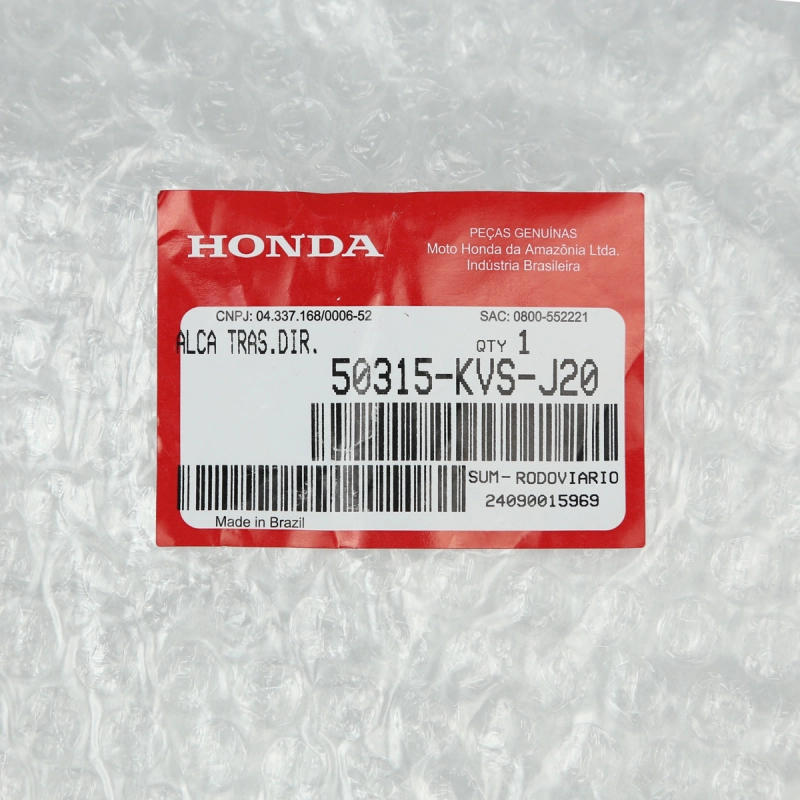 HONDA
PEÇAS GENUÍNAS
Moto Honda da Amazônia Ltda.
Indústria Brasileira
CNPJ: 04.337.168/0006-52
SAC: 0800-552221
ALCA TRAS.DIR.
QTY 1
50315-KVS-J20
SUM-RODOVIARIO
24090015969
Made in Brazil